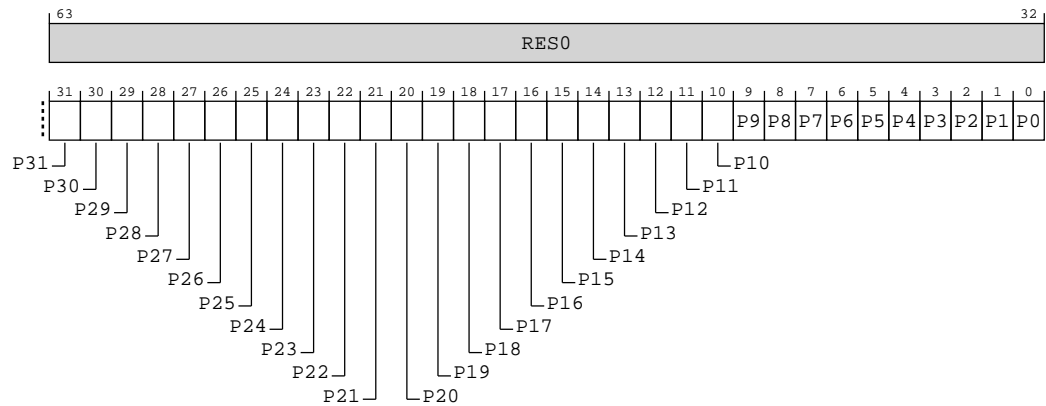 63 32
RES0
31 30 29 28 27 26 25 24 23 22 21 20 19 18 17 16 15 14 13 12 11 10 9 8 7 6 5 4 3 2 1 0
P9 P8 P7 P6 P5 P4 P3 P2 P1 P0
P31 P10
P30 P11
P29 P12
P28 P13
P27 P14
P26 P15
P25 P16
P24 P17
P23 P18
P22 P19
P21 P20